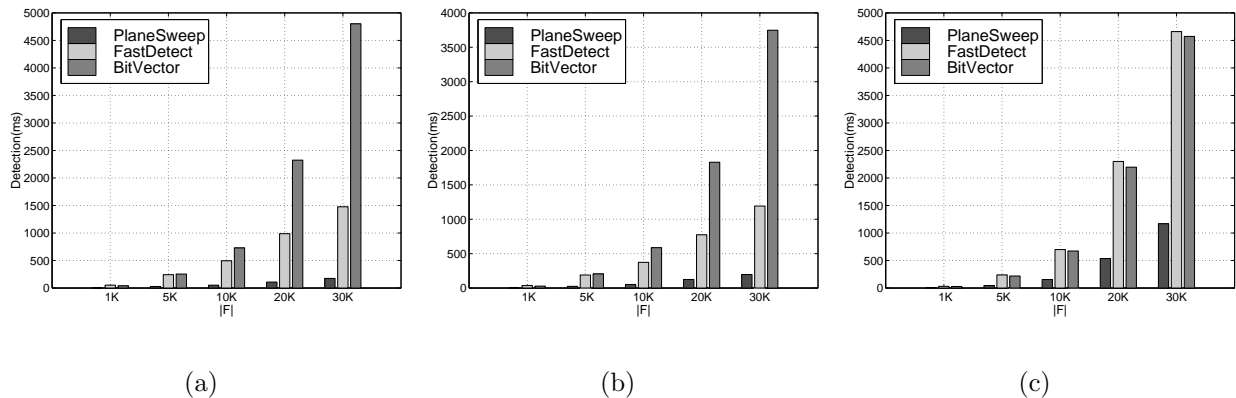 5000
4500
4000
3500
3000
2500
2000
1500
1000
500
0
Detection(ms)
PlaneSweep
FastDetect
BitVector
1K 5K 10K 20K 30K
|F|
(a)
4000
3500
3000
2500
2000
1500
1000
500
0
Detection(ms)
PlaneSweep
FastDetect
BitVector
1K 5K 10K 20K 30K
|F|
(b)
5000
4500
4000
3500
3000
2500
2000
1500
1000
500
0
Detection(ms)
PlaneSweep
FastDetect
BitVector
1K 5K 10K 20K 30K
|F|
(c)